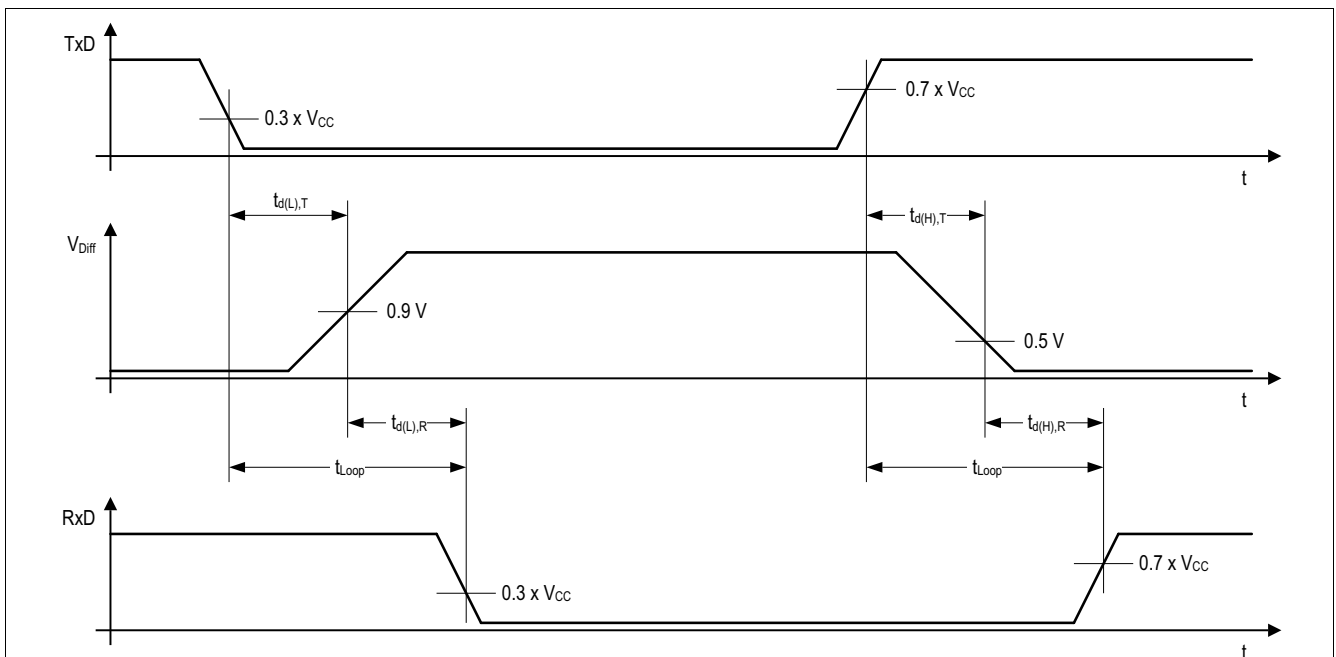 TxD
0.3 x VCC
0.7 x VCC
t
td(L),T
td(H),T
VDiff
0.9 V
0.5 V
t
td(L),R
td(H),R
tLoop
tLoop
RxD
0.3 x VCC
0.7 x VCC
t